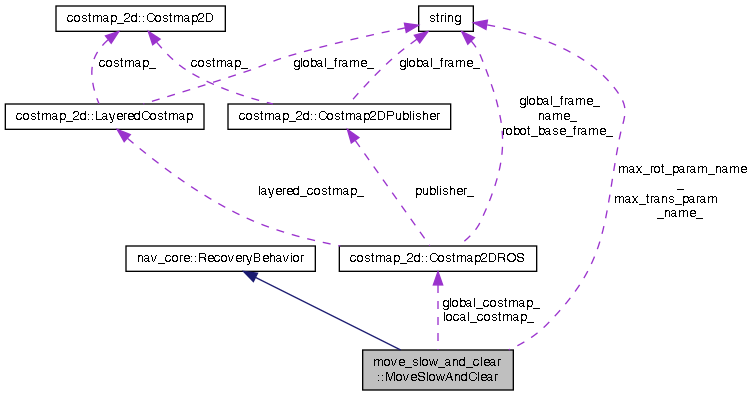 costmap_2d::Costmap2D
string
costmap_
costmap_
global_frame_
global_frame_
costmap_2d::LayeredCostmap
costmap_2d::Costmap2DPublisher
global_frame_
name_
robot_base_frame_
max_rot_param_name
_
max_trans_param
_name_
layered_costmap_
publisher_
nav_core::RecoveryBehavior
costmap_2d::Costmap2DROS
global_costmap_
local_costmap_
move_slow_and_clear
::MoveSlowAndClear